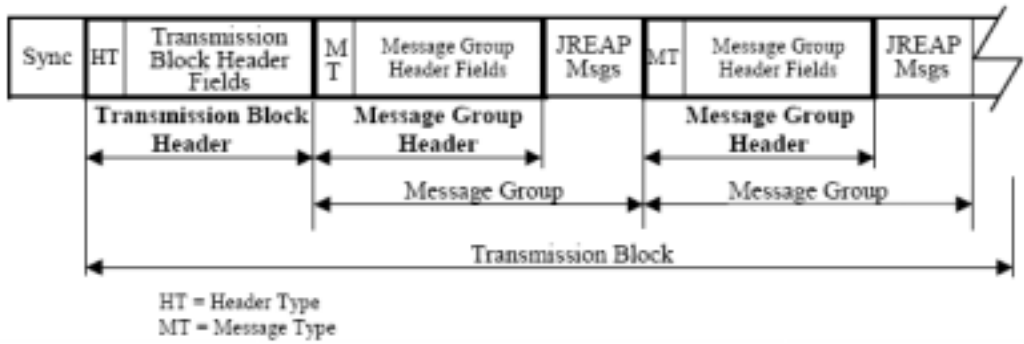 Sync
HT
Transmission
Block Header
Fields
M
T
Message Group
Header Fields
JREAP
Msgs
MT
Message Group
Header Fields
JREAP
Msgs
Transmission Block
Header
Message Group
Header
Message Group
Header
Message Group
Message Group
Transmission Block
HT = Header Type
MT = Message Type